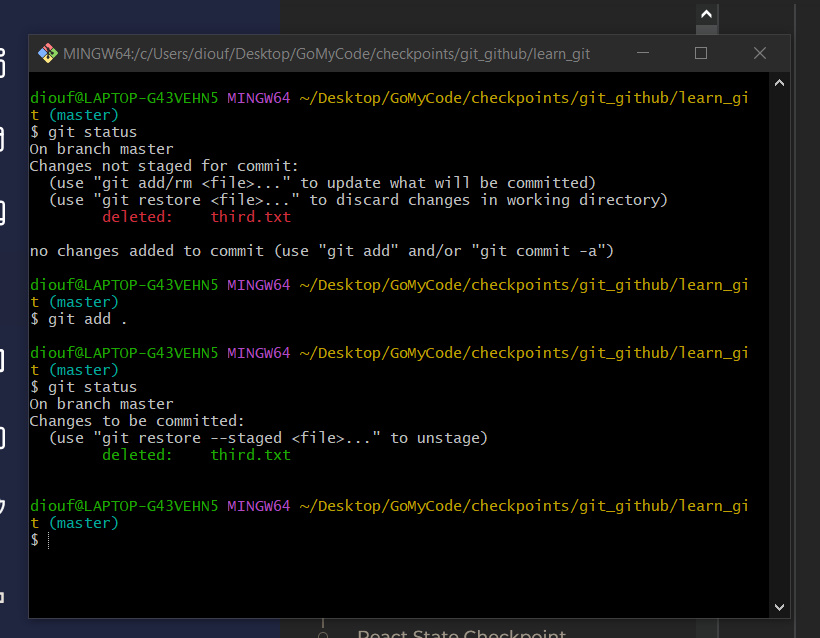 MINGW64:/c/Users/diouf/Desktop/GoMyCode/checkpoints/git_github/learn_git
diouf@LAPTOP-G43VEHN5 MINGW64 ~/Desktop/GoMyCode/checkpoints/git_github/learn_gi
t (master)
$ git status
On branch master
Changes not staged for commit:
  (use "git add/rm <file>..." to update what will be committed)
  (use "git restore <file>..." to discard changes in working directory)
        deleted:    third.txt
no changes added to commit (use "git add" and/or "git commit -a")
diouf@LAPTOP-G43VEHN5 MINGW64 ~/Desktop/GoMyCode/checkpoints/git_github/learn_gi
t (master)
$ git add .
diouf@LAPTOP-G43VEHN5 MINGW64 ~/Desktop/GoMyCode/checkpoints/git_github/learn_gi
t (master)
$ git status
On branch master
Changes to be committed:
  (use "git restore --staged <file>..." to unstage)
        deleted:    third.txt
diouf@LAPTOP-G43VEHN5 MINGW64 ~/Desktop/GoMyCode/checkpoints/git_github/learn_gi
t (master)
$
React State Checkpoint